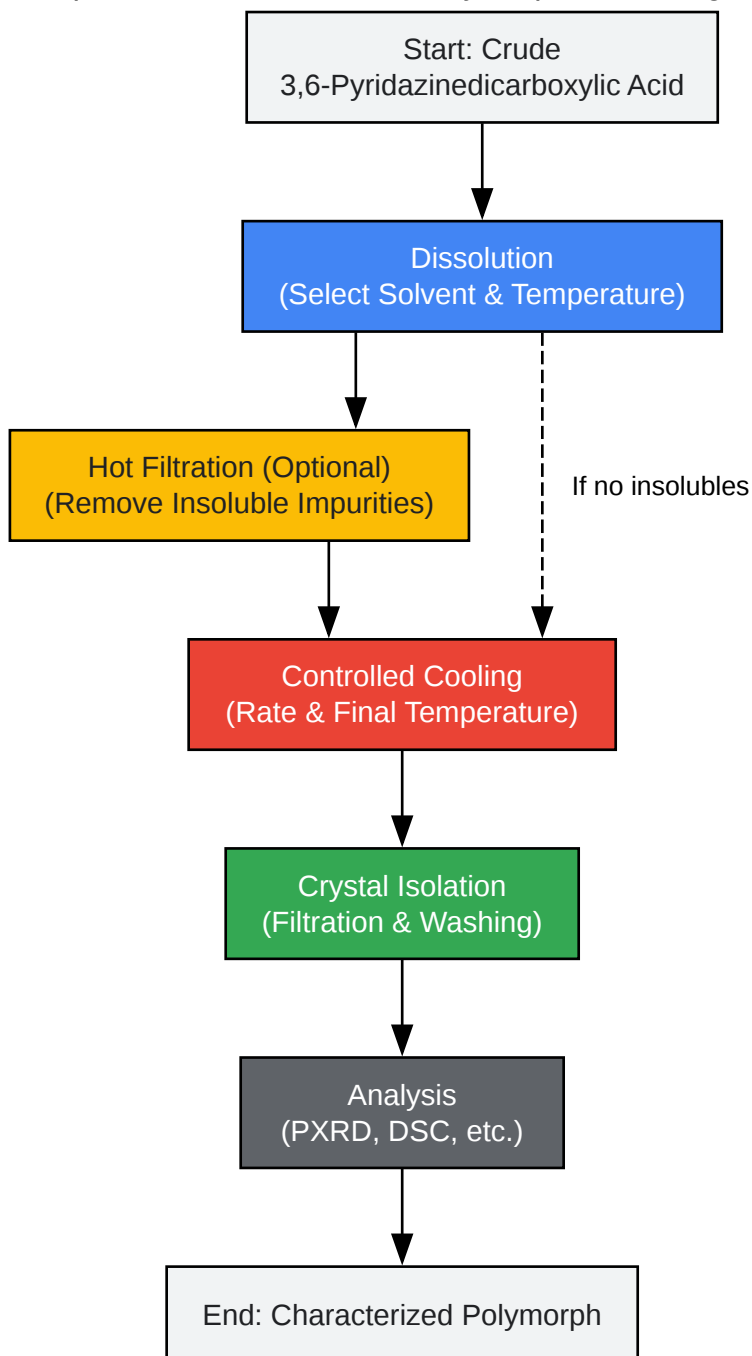 Start: Crude
3,6-Pyridazinedicarboxylic Acid
Dissolution
(Select Solvent & Temperature)
Hot Filtration (Optional)
(Remove Insoluble Impurities)
If no insolubles
Controlled Cooling
(Rate & Final Temperature)
Crystal Isolation
(Filtration & Washing)
Analysis
(PXRD, DSC, etc.)
End: Characterized Polymorph